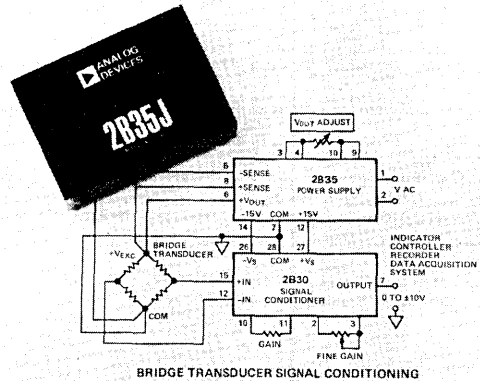 ANALOG
DEVICES
2B35J
VOUT ADJUST
3 4 10 9
6 -SENSE
8 +SENSE
6 +VOUT
2B35
POWER SUPPLY
1
V AC
2
-15V COM +15V
14 7 12
26 28 27
-VS COM +VS
BRIDGE
TRANSDUCER
+VEXC
COM
15 +IN
12 -IN
2B30
SIGNAL
CONDITIONER
OUTPUT 7
INDICATOR
CONTROLLER
RECORDER
DATA ACQUISITION
SYSTEM
0 TO ±10V
10 11 2 3
GAIN
FINE GAIN
BRIDGE TRANSDUCER SIGNAL CONDITIONING